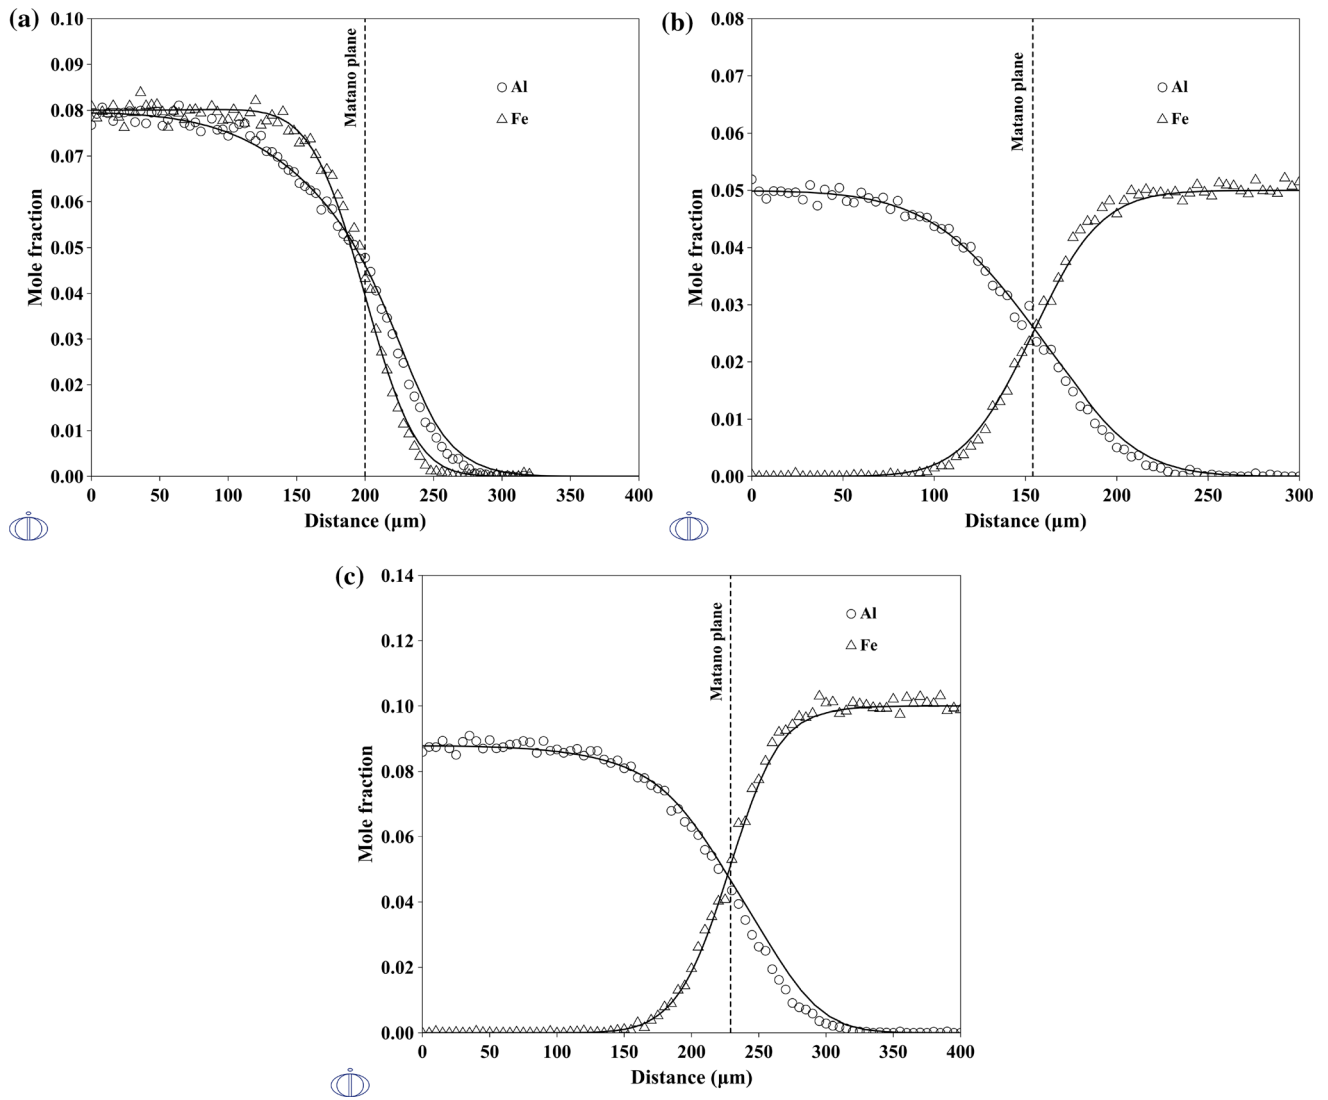 (a)
0.10
0.09
0.08
0.07
0.06
0.05
0.04
0.03
0.02
0.01
0.00
Mole fraction
Matano plane
Al
Fe
0 50 100 150 200 250 300 350 400
Distance (μm)
(b)
0.08
0.07
0.06
0.05
0.04
0.03
0.02
0.01
0.00
Mole fraction
Matano plane
Al
Fe
0 50 100 150 200 250 300
Distance (μm)
(c)
0.14
0.12
0.10
0.08
0.06
0.04
0.02
0.00
Mole fraction
Matano plane
Al
Fe
0 50 100 150 200 250 300 350 400
Distance (μm)